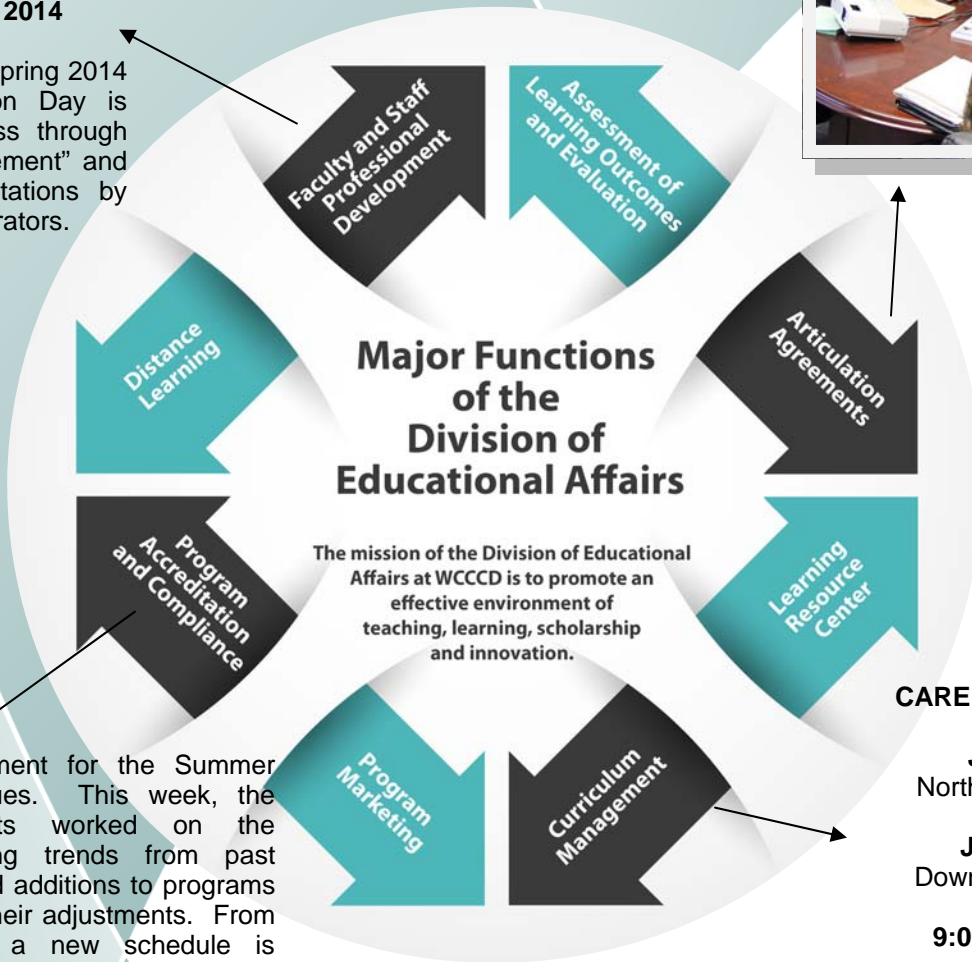 2014
pring 2014
on Day is
ss through
ement” and
tations by
rators.
Faculty and Staff
Professional
Development
Assessment of
Learning Outcomes
and Evaluation
Distance
Learning
Articulation
Agreements
Major Functions
of the
Division of
Educational Affairs
The mission of the Division of Educational
Affairs at WCCCD is to promote an
effective environment of
teaching, learning, scholarship
and innovation.
Program
Accreditation
and Compliance
Learning
Resource
Center
Program
Marketing
Curriculum
Management
ment for the Summer
ues. This week, the
ts worked on the
ng trends from past
d additions to programs
heir adjustments. From
a new schedule is
CARE
J
North
J
Down
9:0